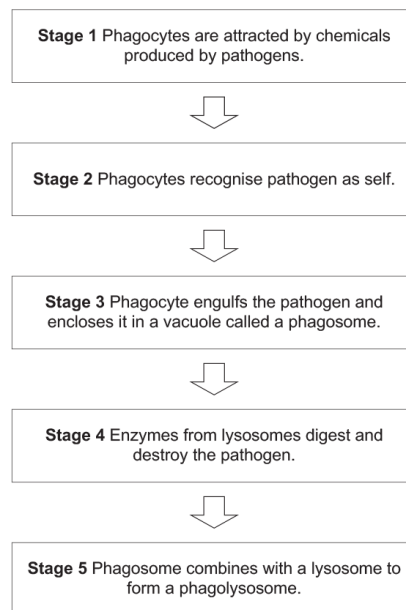 Stage 1 Phagocytes are attracted by chemicals
produced by pathogens.
Stage 2 Phagocytes recognise pathogen as self.
Stage 3 Phagocyte engulfs the pathogen and
encloses it in a vacuole called a phagosome.
Stage 4 Enzymes from lysosomes digest and
destroy the pathogen.
Stage 5 Phagosome combines with a lysosome to
form a phagolysosome.